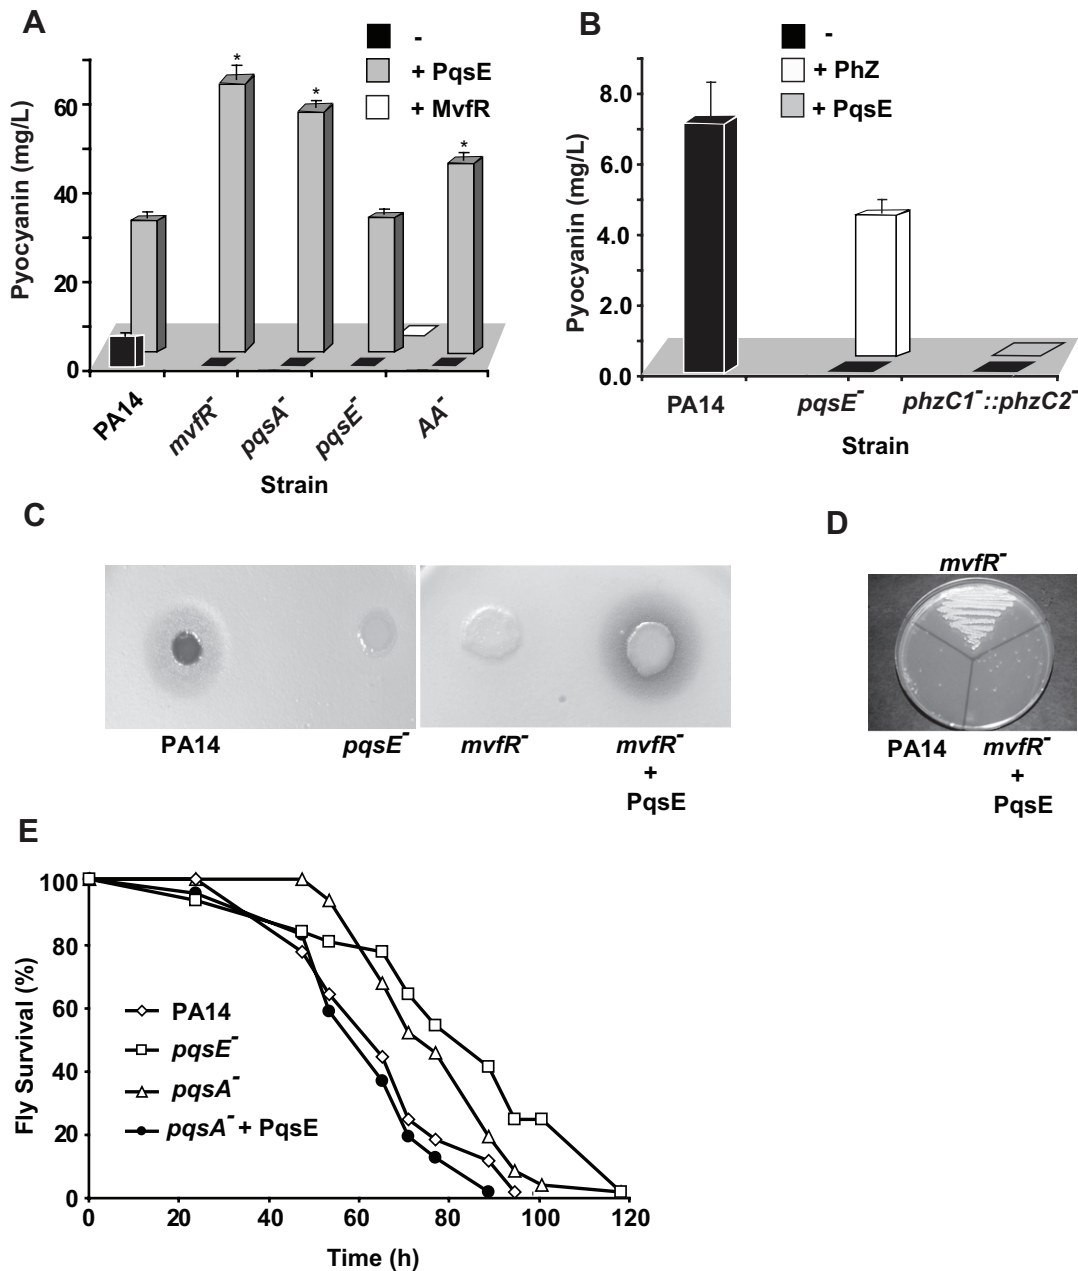 A
-
+ PqsE
+ MvfR
Pyocyanin (mg/L)
60
40
20
0
* * * 
PA14 mvfR⁻ pqsA⁻ pqsE⁻ AA⁻
Strain
B
-
+ PhZ
+ PqsE
Pyocyanin (mg/L)
8.0
6.0
4.0
2.0
0.0
PA14 pqsE⁻ phzC1⁻::phzC2⁻
Strain
C
PA14 pqsE⁻ mvfR⁻ mvfR⁻
+
PqsE
D
mvfR⁻
PA14 mvfR⁻
+
PqsE
E
Fly Survival (%)
100
80
60
40
20
0
PA14
pqsE⁻
pqsA⁻
pqsA⁻ + PqsE
0 20 40 60 80 100 120
Time (h)